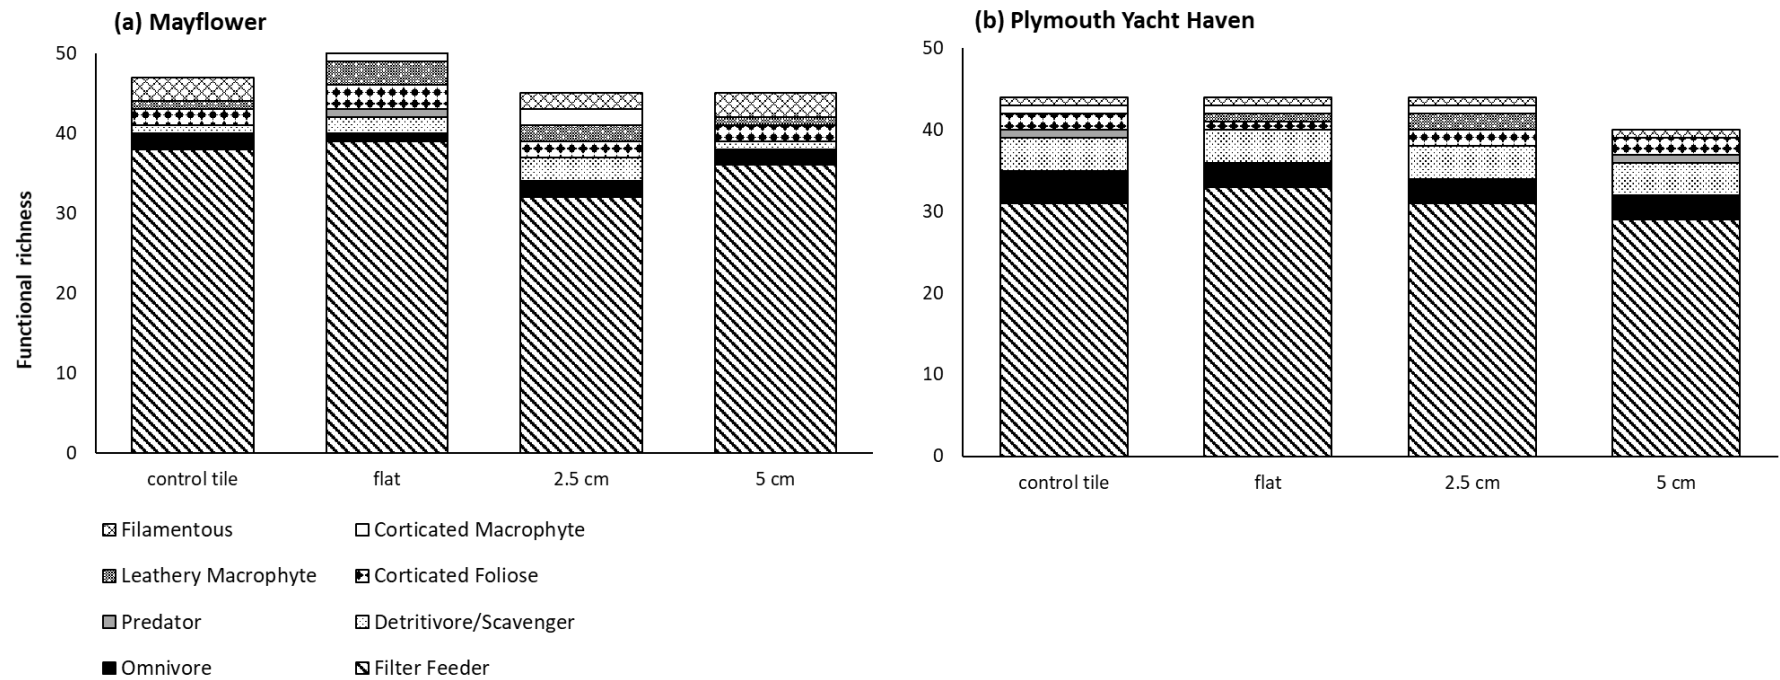 (a) Mayflower
50
40
30
20
10
0
Functional richness
control tile flat 2.5 cm 5 cm
(b) Plymouth Yacht Haven
50
40
30
20
10
0
control tile flat 2.5 cm 5 cm
Filamentous Corticated Macrophyte
Leathery Macrophyte Corticated Foliose
Predator Detritivore/Scavenger
Omnivore Filter Feeder